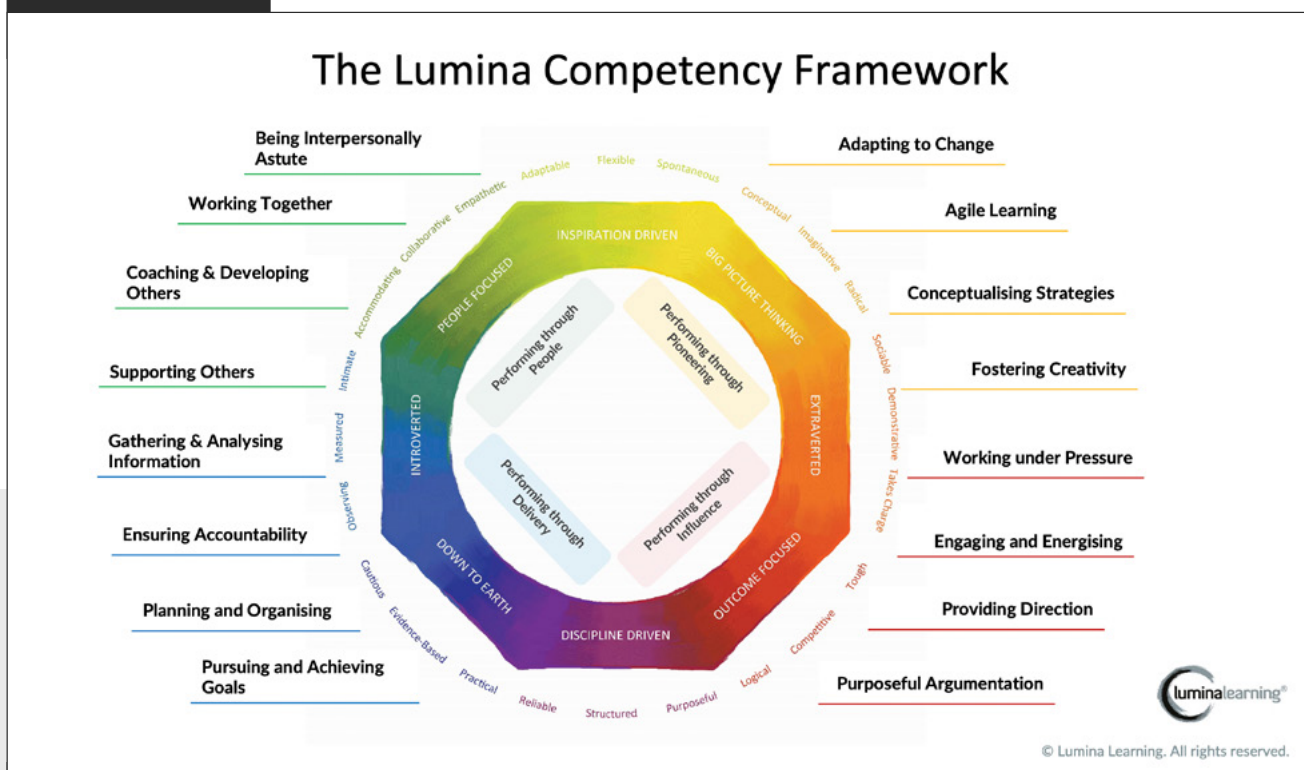 The Lumina Competency Framework
Being Interpersonally
Astute
Working Together
Coaching & Developing
Others
Supporting Others
Gathering & Analysing
Information
Ensuring Accountability
Planning and Organising
Pursuing and Achieving
Goals
Adapting to Change
Agile Learning
Conceptualising Strategies
Fostering Creativity
Working under Pressure
Engaging and Energising
Providing Direction
Purposeful Argumentation
Adaptable
Flexible
Spontaneous
Conceptual
Imaginative
Radical
Sociable
Demonstrative
Takes Charge
Tough
Competitive
Logical
Purposeful
Structured
Reliable
Practical
Evidence-Based
Cautious
Observing
Measured
Intimate
Accommodating
Collaborative
Empathetic
INSPIRATION DRIVEN
BIG PICTURE THINKING
EXTRAVERTED
OUTCOME FOCUSED
DISCIPLINE DRIVEN
DOWN TO EARTH
INTROVERTED
PEOPLE FOCUSED
Performing through
People
Performing through
Pioneering
Performing through
Delivery
Performing through
Influence
luminalearning®
© Lumina Learning. All rights reserved.